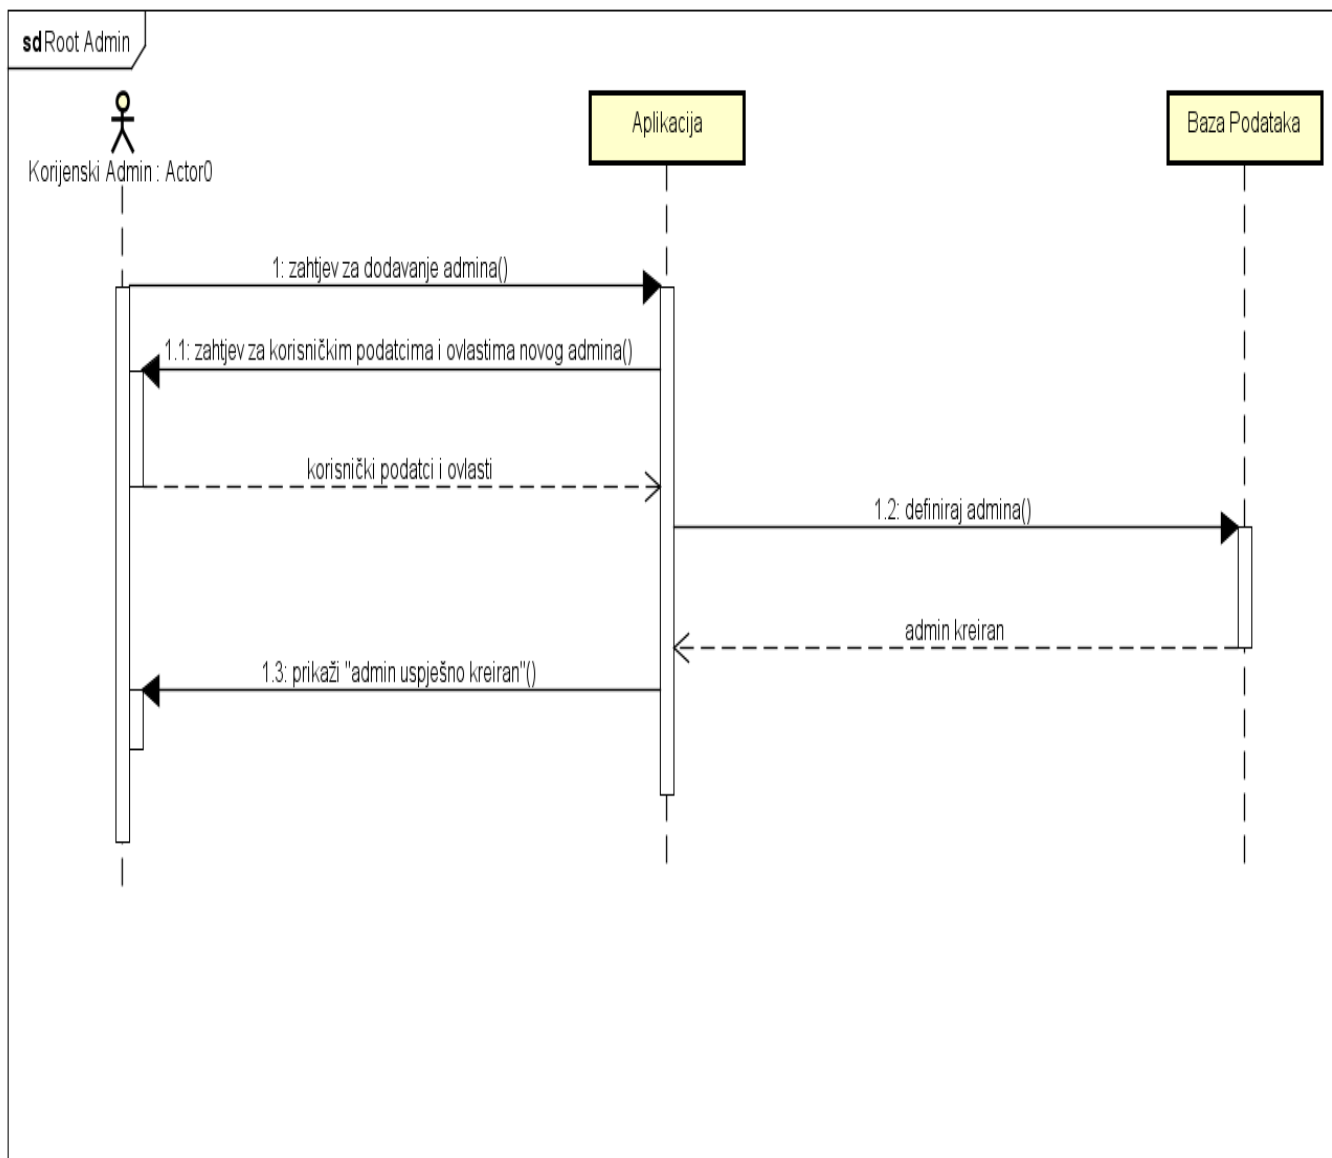 sd Root Admin
Korijenski Admin : Actor0
Aplikacija
Baza Podataka
1: zahtjev za dodavanje admina()
1.1: zahtjev za korisničkim podatcima i ovlastima novog admina()
korisnički podatci i ovlasti
1.2: definiraj admina()
admin kreiran
1.3: prikaži "admin uspješno kreiran"()